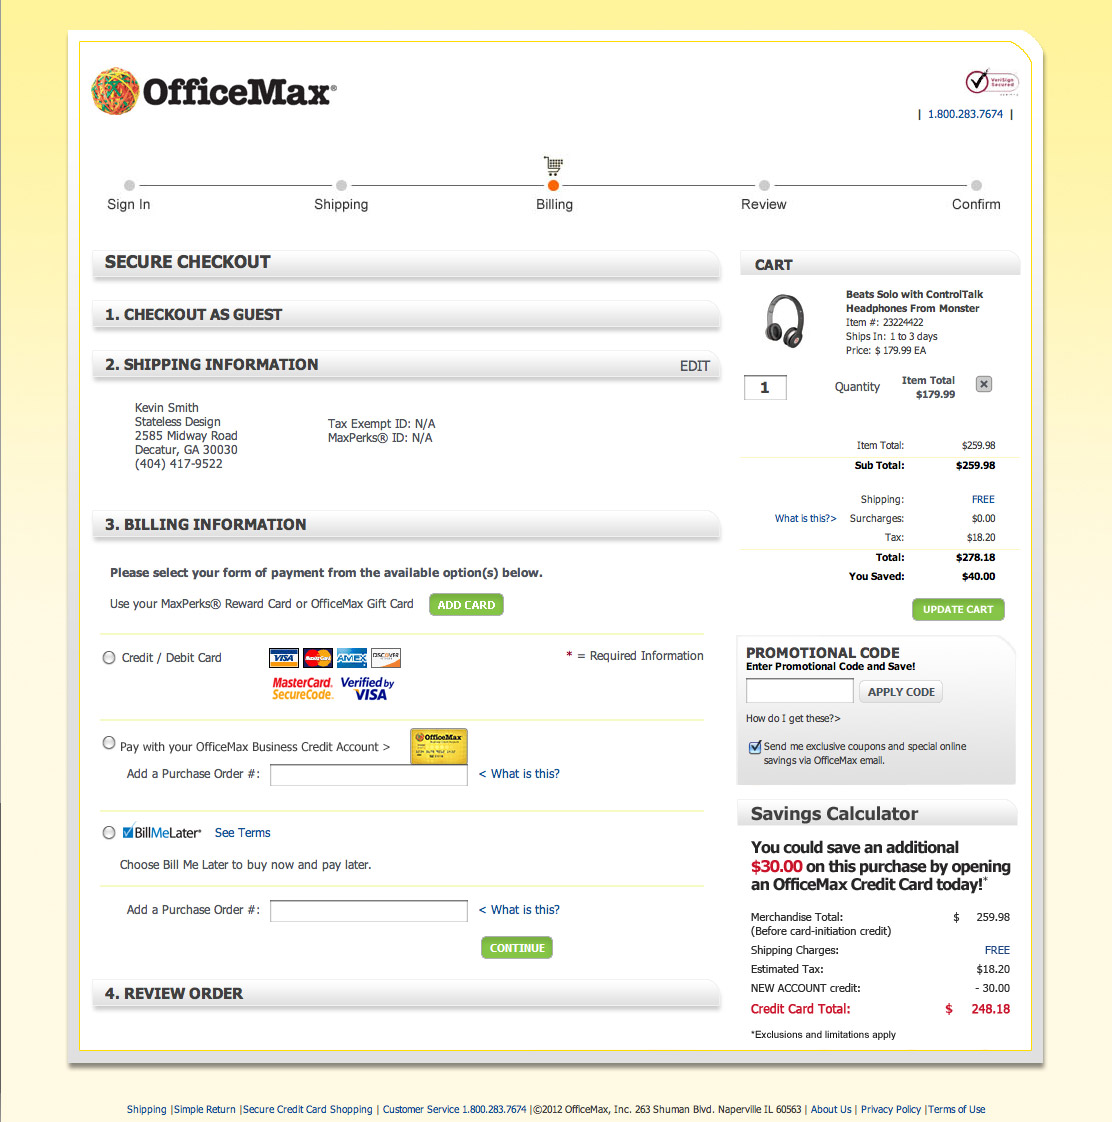 OfficeMax®
VeriSign
Secured
| 1.800.283.7674 |
Sign In
Shipping
Billing
Review
Confirm
SECURE CHECKOUT
1. CHECKOUT AS GUEST
2. SHIPPING INFORMATION EDIT
Kevin Smith
Stateless Design
2585 Midway Road
Decatur, GA 30030
(404) 417-9522
Tax Exempt ID: N/A
MaxPerks® ID: N/A
3. BILLING INFORMATION
Please select your form of payment from the available option(s) below.
Use your MaxPerks® Reward Card or OfficeMax Gift Card ADD CARD
Credit / Debit Card VISA MasterCard AMEX DISCOVER * = Required Information
MasterCard. Verified by
SecureCode. VISA
Pay with your OfficeMax Business Credit Account > OfficeMax
Add a Purchase Order #: < What is this?
BillMeLater® See Terms
Choose Bill Me Later to buy now and pay later.
Add a Purchase Order #: < What is this?
CONTINUE
4. REVIEW ORDER
CART
Beats Solo with ControlTalk
Headphones From Monster
Item #: 23224422
Ships In: 1 to 3 days
Price: $ 179.99 EA
1 Quantity Item Total
$179.99
Item Total: $259.98
Sub Total: $259.98
Shipping: FREE
What is this?> Surcharges: $0.00
Tax: $18.20
Total: $278.18
You Saved: $40.00
UPDATE CART
PROMOTIONAL CODE
Enter Promotional Code and Save!
APPLY CODE
How do I get these?>
Send me exclusive coupons and special online
savings via OfficeMax email.
Savings Calculator
You could save an additional
$30.00 on this purchase by opening
an OfficeMax Credit Card today!*
Merchandise Total: $ 259.98
(Before card-initiation credit)
Shipping Charges: FREE
Estimated Tax: $18.20
NEW ACCOUNT credit: - 30.00
Credit Card Total: $ 248.18
*Exclusions and limitations apply
Shipping |Simple Return |Secure Credit Card Shopping | Customer Service 1.800.283.7674 |©2012 OfficeMax, Inc. 263 Shuman Blvd. Naperville IL 60563 | About Us | Privacy Policy |Terms of Use